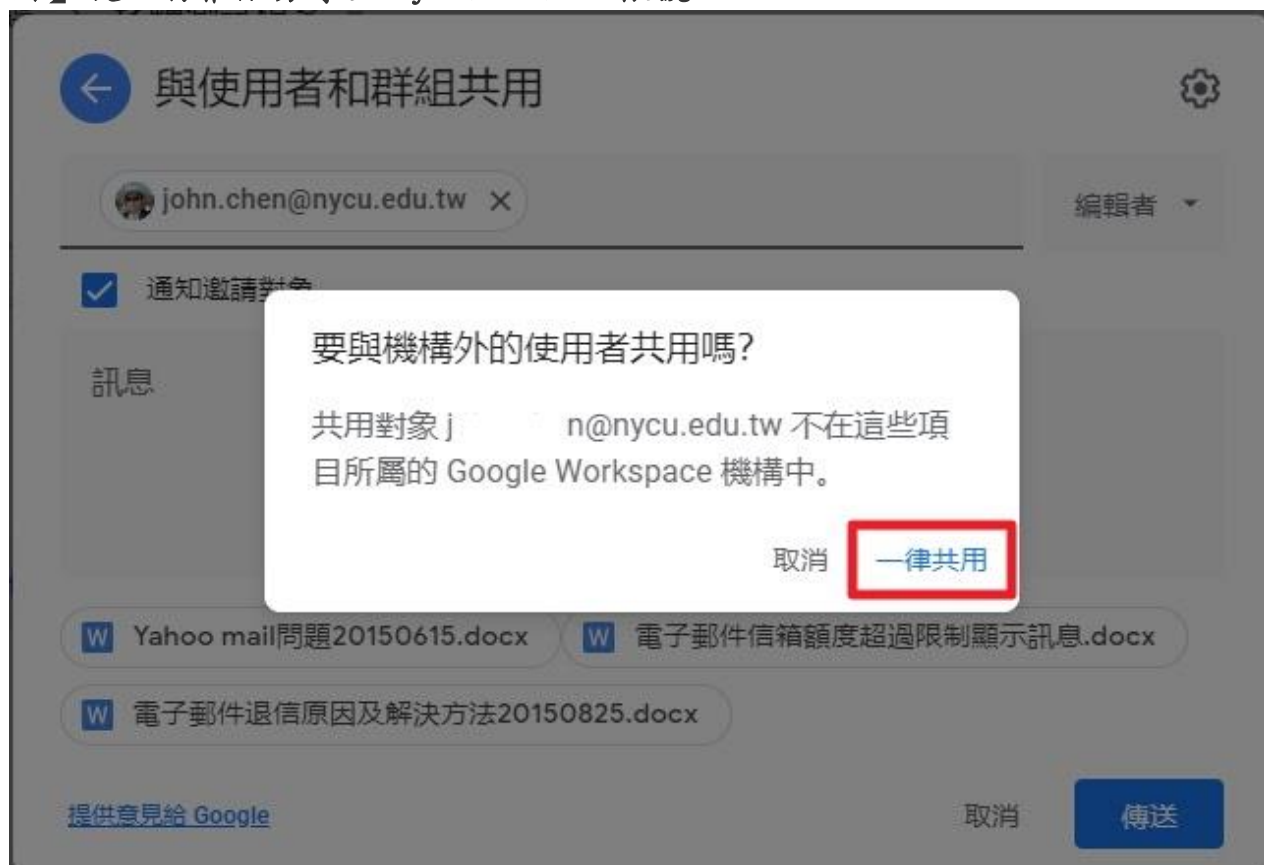 與使用者和群組共用
john.chen@nycu.edu.tw
編輯者
通知邀請對象
訊息
要與機構外的使用者共用嗎?
共用對象 j n@nycu.edu.tw 不在這些項
目所屬的 Google Workspace 機構中。
取消 一律共用
W Yahoo mail問題20150615.docx W 電子郵件信箱額度超過限制顯示訊息.docx
W 電子郵件退信原因及解決方法20150825.docx
提供意見給 Google 取消 傳送